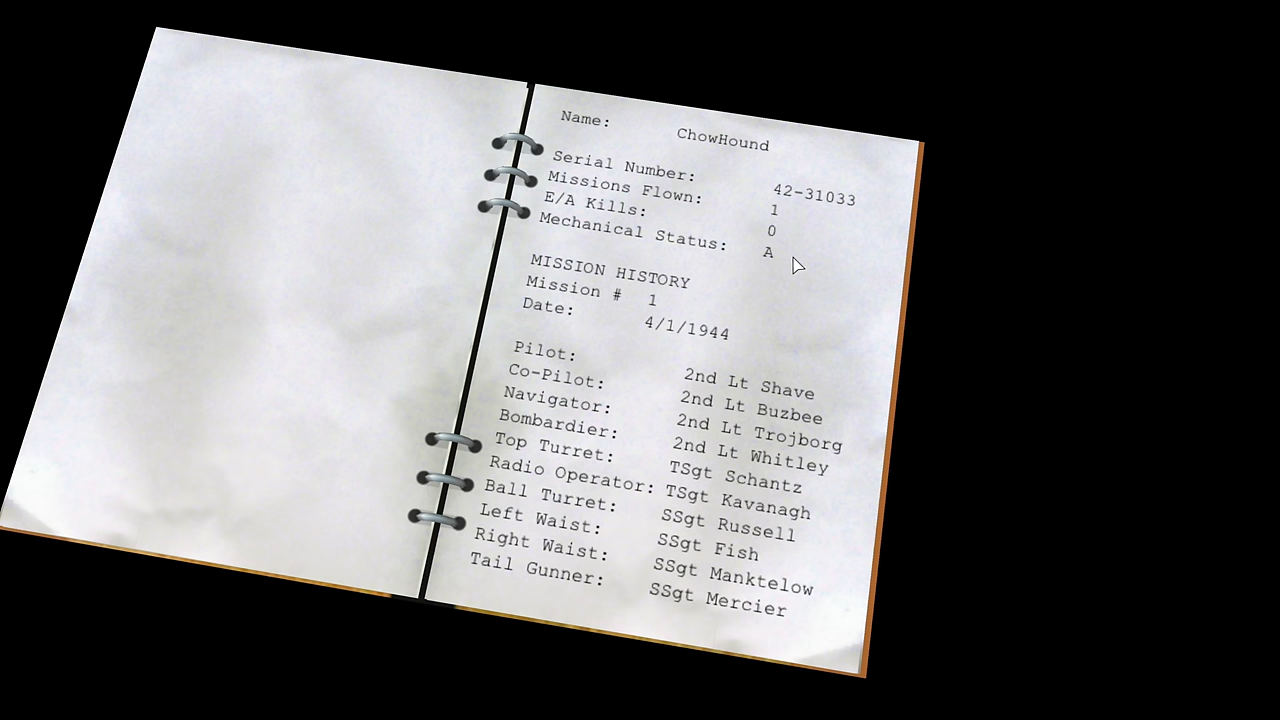 Name: ChowHound
Serial Number: 42-31033
Missions Flown: 1
E/A Kills: 0
Mechanical Status: A
MISSION HISTORY
Mission # 1
Date: 4/1/1944
Pilot: 2nd Lt Shave
Co-Pilot: 2nd Lt Buzbee
Navigator: 2nd Lt Trojborg
Bombardier: 2nd Lt Whitley
Top Turret: TSgt Schantz
Radio Operator: TSgt Kavanagh
Ball Turret: SSgt Russell
Left Waist: SSgt Fish
Right Waist: SSgt Manktelow
Tail Gunner: SSgt Mercier